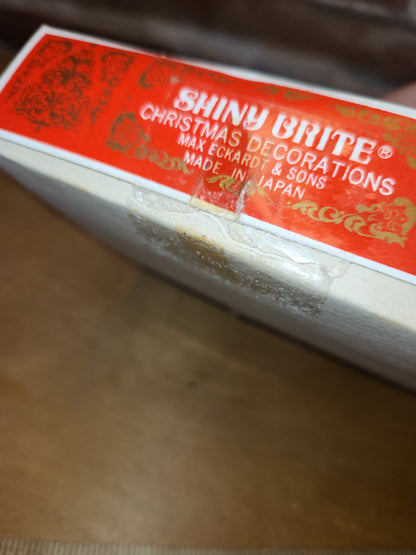 SHINY BRITE®
CHRISTMAS DECORATIONS
MAX ECKARDT & SONS
MADE IN JAPAN